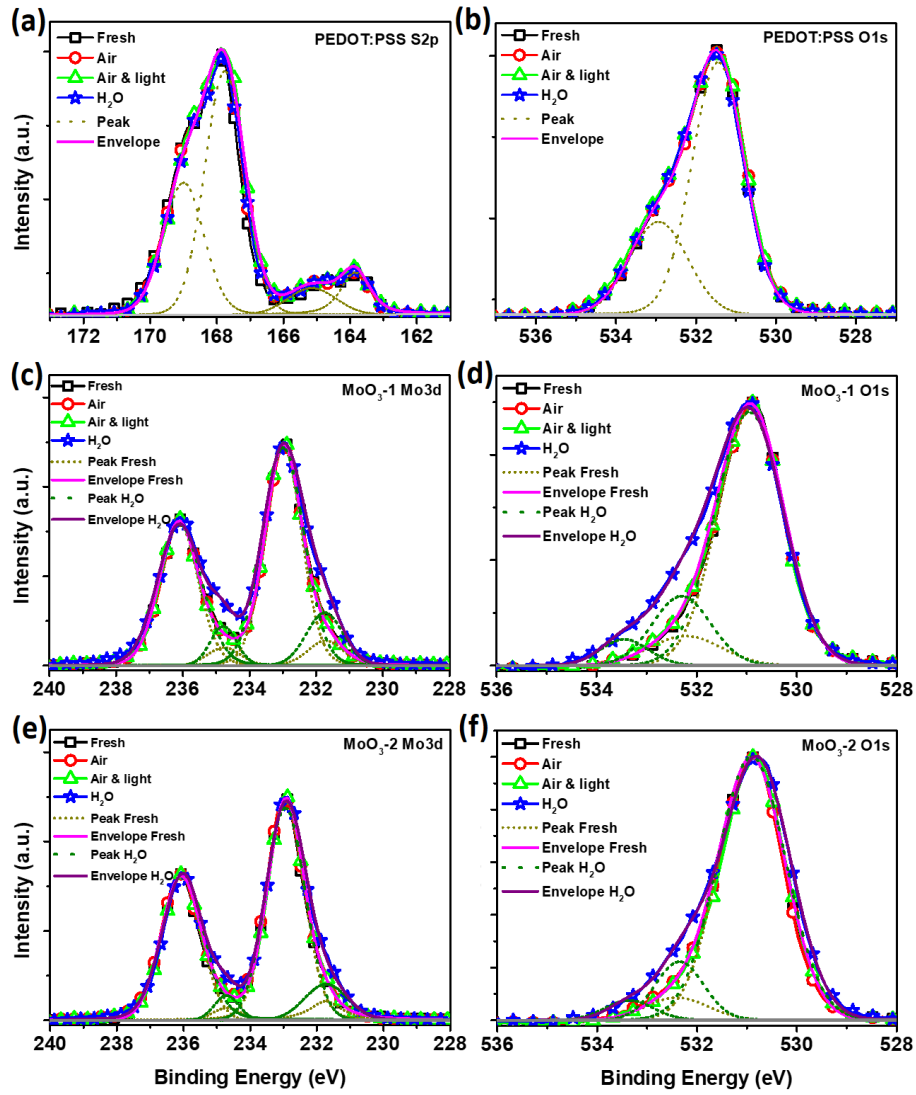 (a)
Fresh
Air
Air & light
H₂O
Peak
Envelope
PEDOT:PSS S2p
Intensity (a.u.)
172 170 168 166 164 162
(b)
Fresh
Air
Air & light
H₂O
Peak
Envelope
PEDOT:PSS O1s
536 535 534 533 532 531 530 529 528 527
(c)
Fresh
Air
Air & light
H₂O
Peak Fresh
Envelope Fresh
Peak H₂O
Envelope H₂O
MoO₃-1 Mo3d
Intensity (a.u.)
240 238 236 234 232 230 228
(d)
Fresh
Air
Air & light
H₂O
Peak Fresh
Envelope Fresh
Peak H₂O
Envelope H₂O
MoO₃-1 O1s
536 534 532 530 528
(e)
Fresh
Air
Air & light
H₂O
Peak Fresh
Envelope Fresh
Peak H₂O
Envelope H₂O
MoO₃-2 Mo3d
Intensity (a.u.)
240 238 236 234 232 230 228
Binding Energy (eV)
(f)
Fresh
Air
Air & light
H₂O
Peak Fresh
Envelope Fresh
Peak H₂O
Envelope H₂O
MoO₃-2 O1s
536 534 532 530 528
Binding Energy (eV)